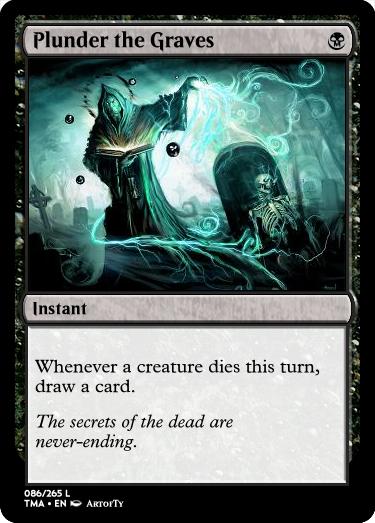 Plunder the Graves
Instant
Whenever a creature dies this turn,
draw a card.
The secrets of the dead are
never-ending.
086/265 L
TMA • EN ArtofTy